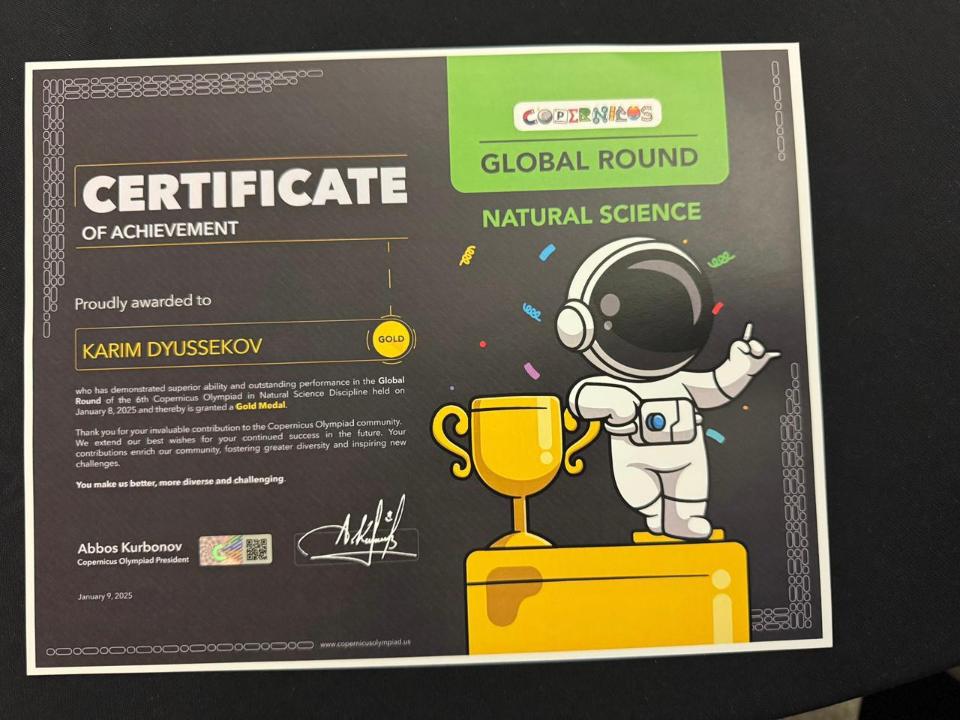 COPERNICUS
GLOBAL ROUND
NATURAL SCIENCE
CERTIFICATE
OF ACHIEVEMENT
Proudly awarded to
KARIM DYUSSEKOV
GOLD
who has demonstrated superior ability and outstanding performance in the Global
Round of the 6th Copernicus Olympiad in Natural Science Discipline held on
January 8, 2025 and thereby is granted a Gold Medal.
Thank you for your invaluable contribution to the Copernicus Olympiad community.
We extend our best wishes for your continued success in the future. Your
contributions enrich our community, fostering greater diversity and inspiring new
challenges.
You make us better, more diverse and challenging.
Abbos Kurbonov
Copernicus Olympiad President
January 9, 2025
www.copernicusolympiad.us